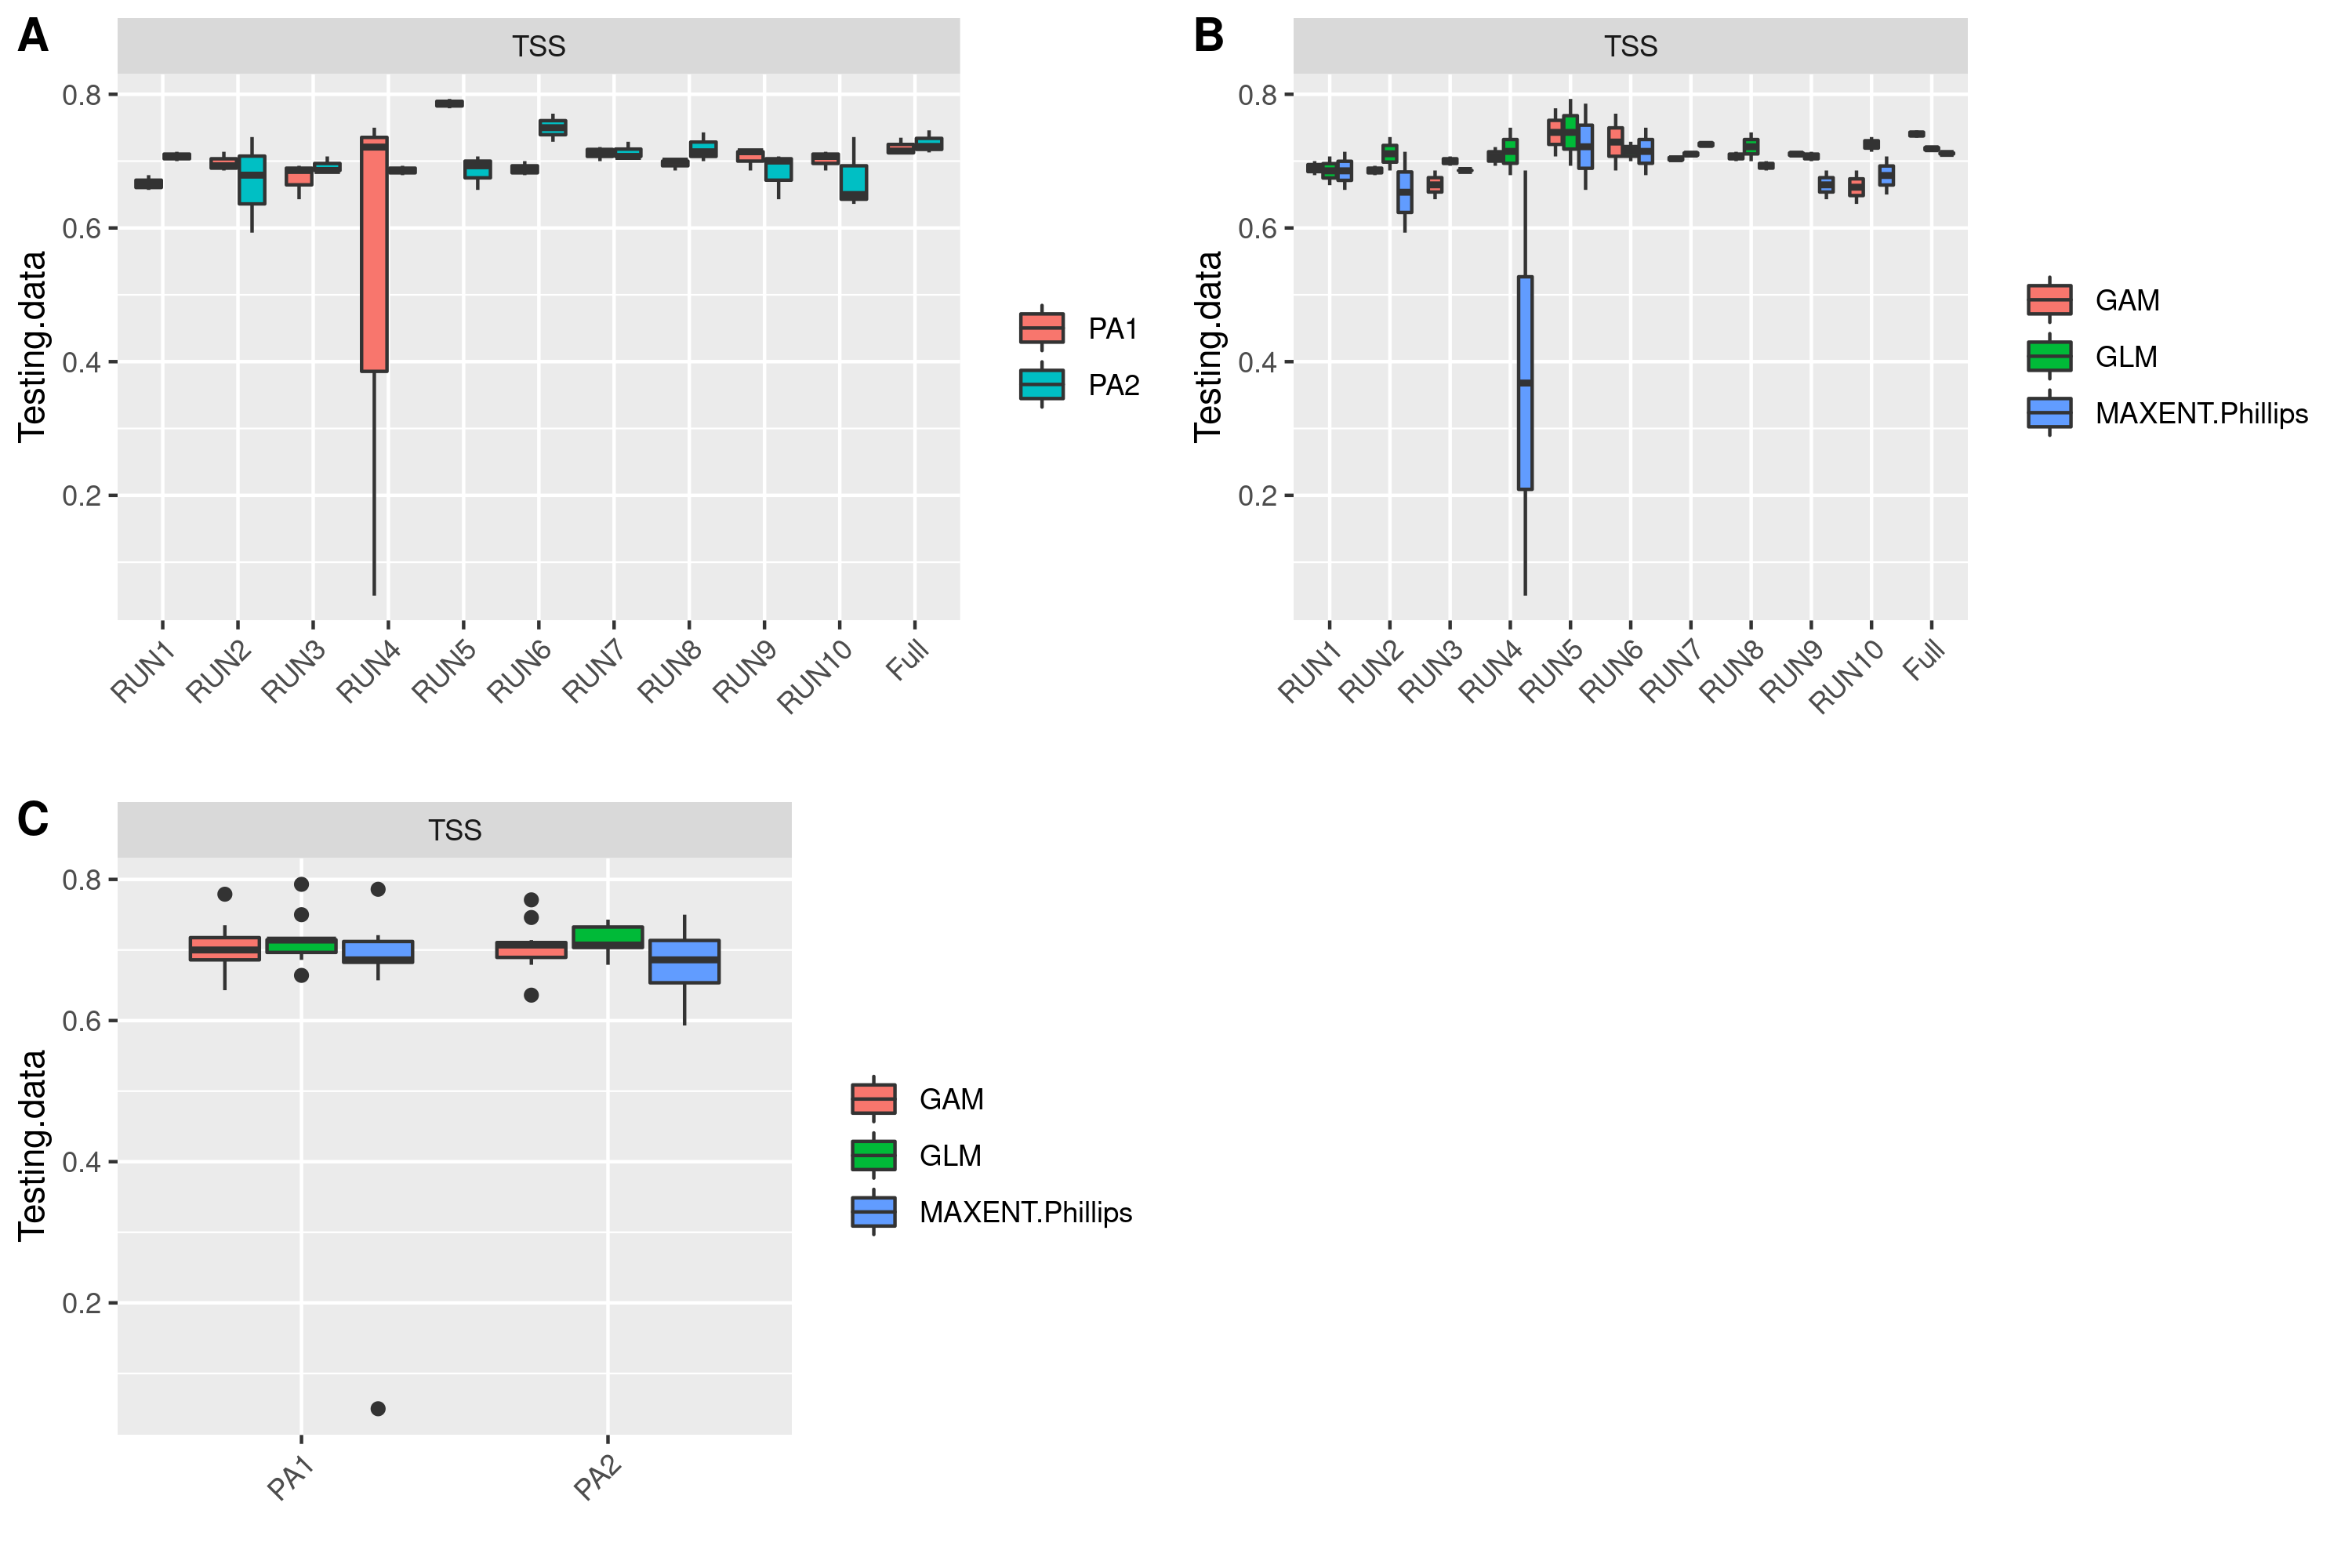 A
TSS
0.8
0.6
0.4
0.2
Testing.data
RUN1
RUN2
RUN3
RUN4
RUN5
RUN6
RUN7
RUN8
RUN9
RUN10
Full
PA1
PA2
B
TSS
0.8
0.6
0.4
0.2
Testing.data
RUN1
RUN2
RUN3
RUN4
RUN5
RUN6
RUN7
RUN8
RUN9
RUN10
Full
GAM
GLM
MAXENT.Phillips
C
TSS
0.8
0.6
0.4
0.2
Testing.data
PA1
PA2
GAM
GLM
MAXENT.Phillips